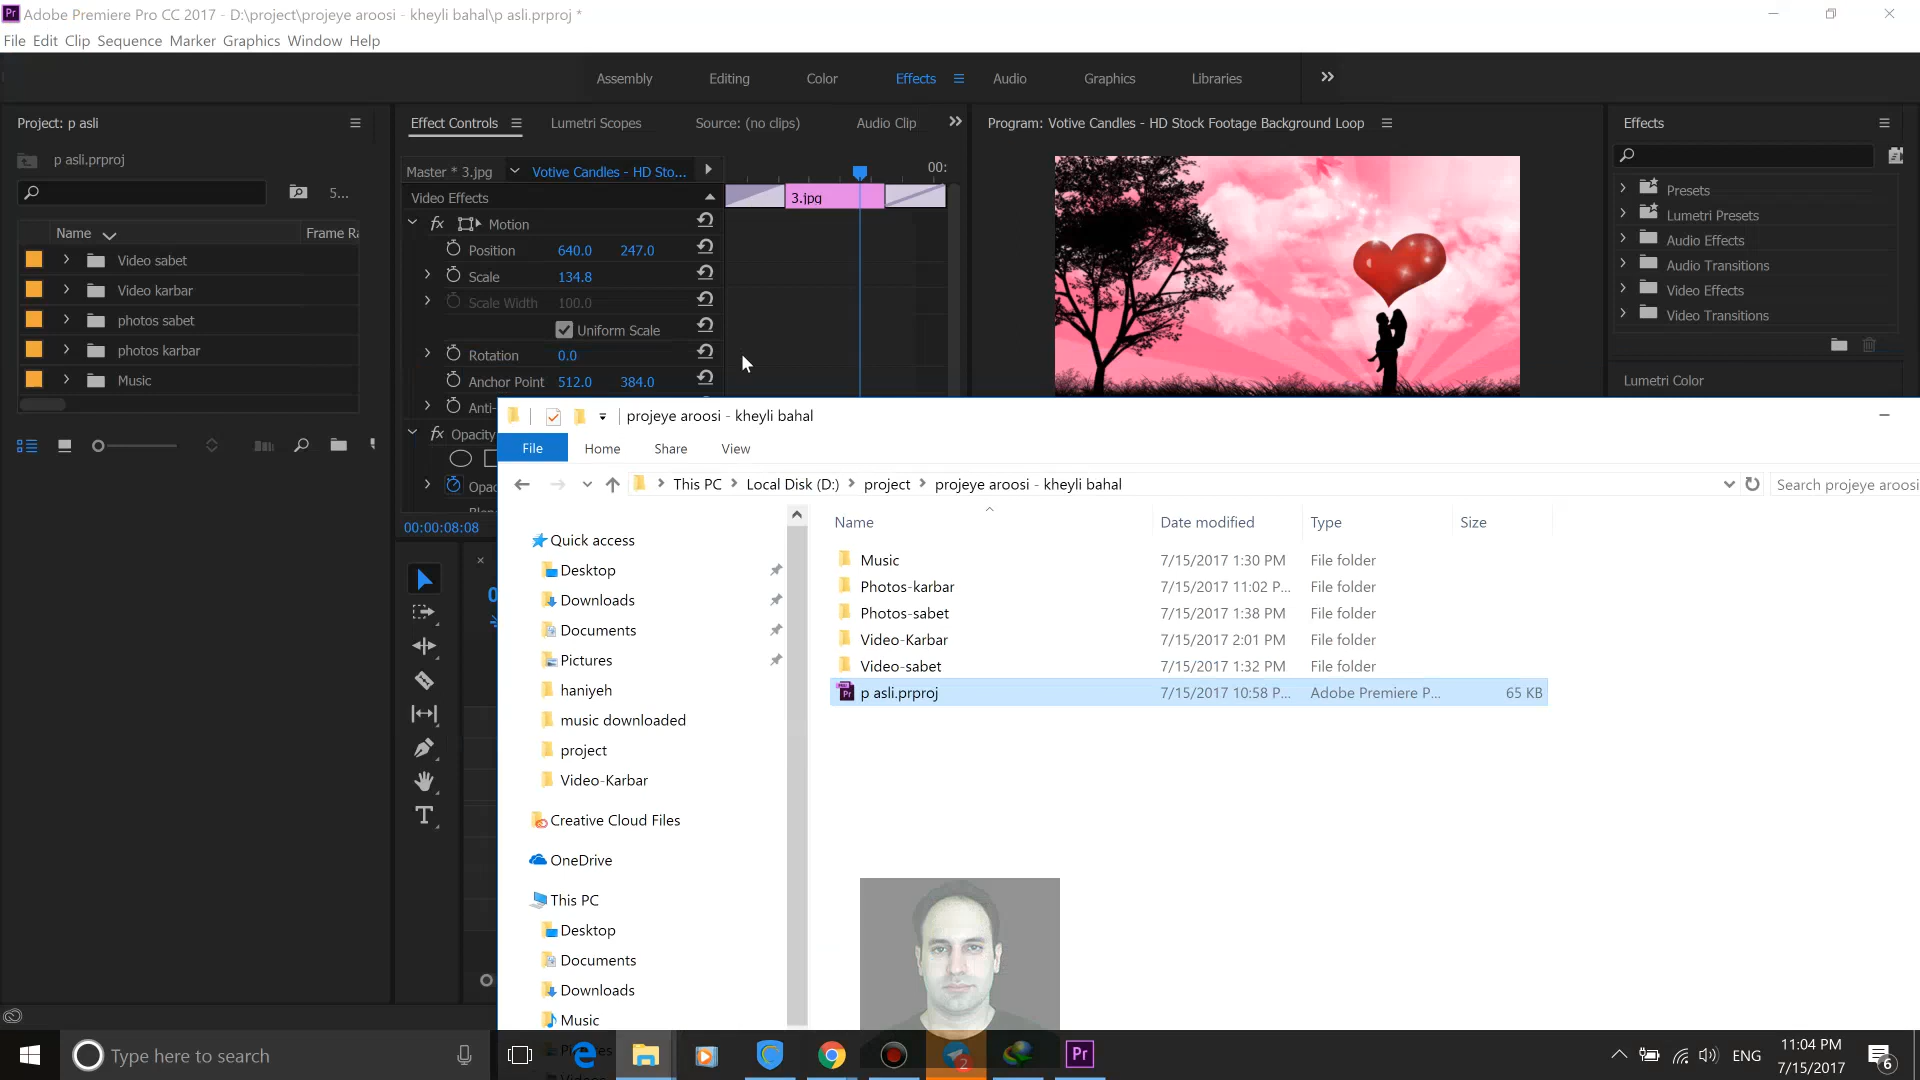 Pr Adobe Premiere Pro CC 2017 - D:\project\projeye aroosi - kheyli bahal\p asli.prproj *
File Edit Clip Sequence Marker Graphics Window Help
Assembly Editing Color Effects Audio Graphics Libraries
Project: p asli
p asli.prproj
5...
Name Frame Ra
Video sabet
Video karbar
photos sabet
photos karbar
Music
Effect Controls Lumetri Scopes Source: (no clips) Audio Clip
Master * 3.jpg Votive Candles - HD Sto... 00:
Video Effects 3.jpg
fx Motion
Position 640.0 247.0
Scale 134.8
Scale Width 100.0
Uniform Scale
Rotation 0.0
Anchor Point 512.0 384.0
Anti-
fx Opacity
Opac
00:00:08:08
Program: Votive Candles - HD Stock Footage Background Loop
Effects
Presets
Lumetri Presets
Audio Effects
Audio Transitions
Video Effects
Video Transitions
Lumetri Color
projeye aroosi - kheyli bahal
File Home Share View
This PC Local Disk (D:) project projeye aroosi - kheyli bahal Search projeye aroosi
Quick access
Desktop
Downloads
Documents
Pictures
haniyeh
music downloaded
project
Video-Karbar
Creative Cloud Files
OneDrive
This PC
Desktop
Documents
Downloads
Music
Name Date modified Type Size
Music 7/15/2017 1:30 PM File folder
Photos-karbar 7/15/2017 11:02 P... File folder
Photos-sabet 7/15/2017 1:38 PM File folder
Video-Karbar 7/15/2017 2:01 PM File folder
Video-sabet 7/15/2017 1:32 PM File folder
p asli.prproj 7/15/2017 10:58 P... Adobe Premiere P... 65 KB
Type here to search
2
Pr
ENG
11:04 PM
7/15/2017
6